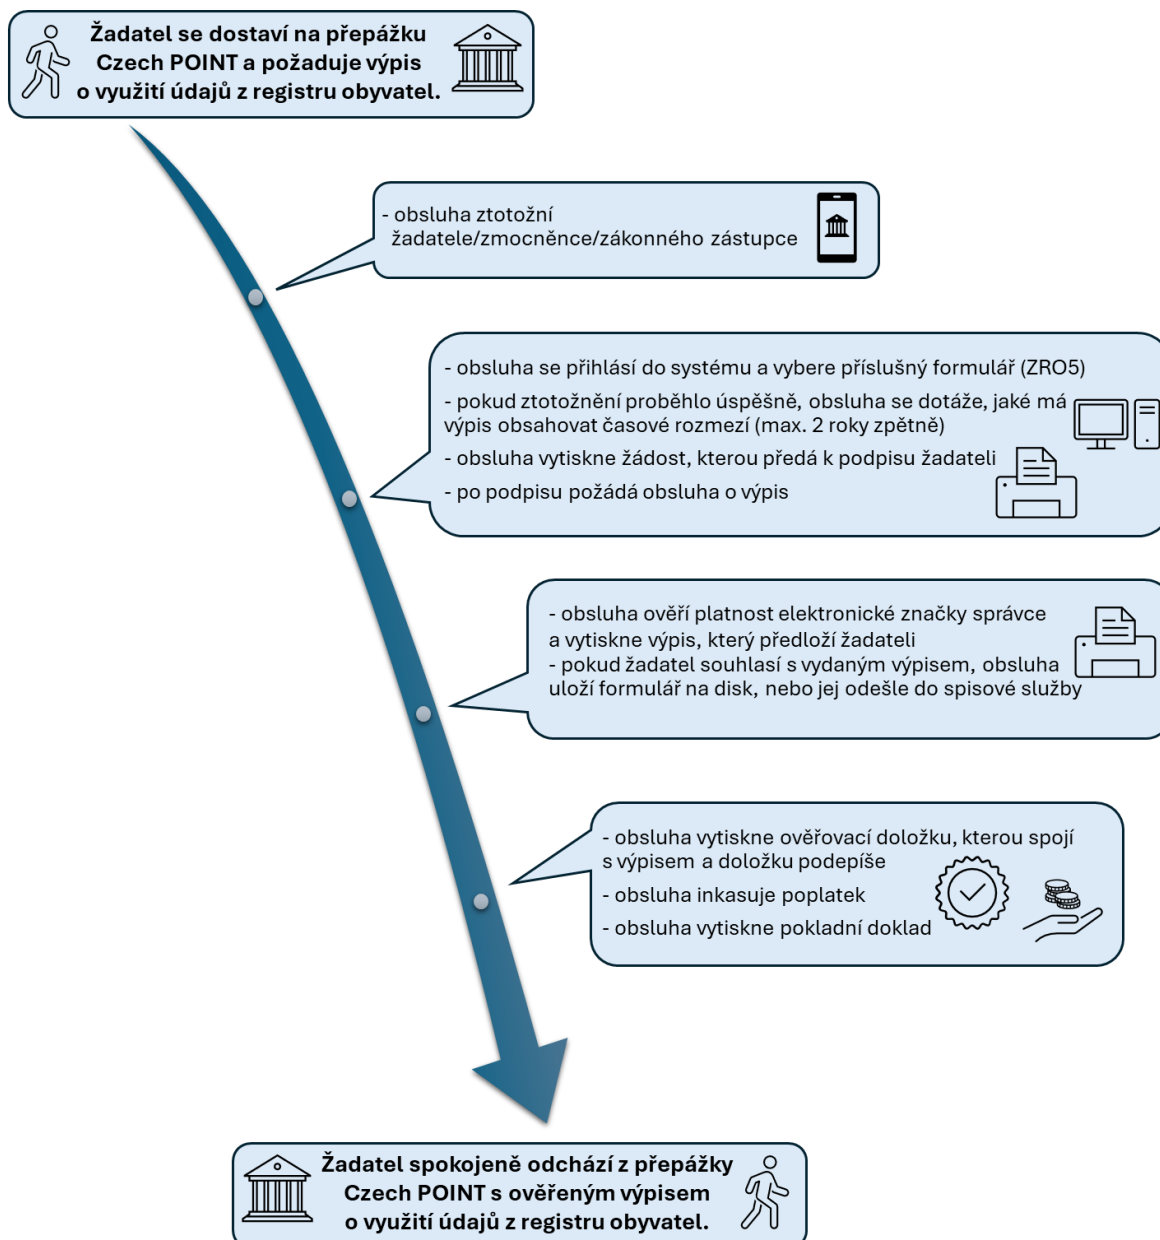 Žadatel se dostaví na přepážku
Czech POINT a požaduje výpis
o využití údajů z registru obyvatel.
- obsluha ztotožní
žadatele/zmocněnce/zákonného zástupce
- obsluha se přihlásí do systému a vybere příslušný formulář (ZRO5)
- pokud ztotožnění proběhlo úspěšně, obsluha se dotáže, jaké má
výpis obsahovat časové rozmezí (max. 2 roky zpětně)
- obsluha vytiskne žádost, kterou předá k podpisu žadateli
- po podpisu požádá obsluha o výpis
- obsluha ověří platnost elektronické značky správce
a vytiskne výpis, který předloží žadateli
- pokud žadatel souhlasí s vydaným výpisem, obsluha
uloží formulář na disk, nebo jej odešle do spisové služby
- obsluha vytiskne ověřovací doložku, kterou spojí
s výpisem a doložku podepíše
- obsluha inkasuje poplatek
- obsluha vytiskne pokladní doklad
Žadatel spokojeně odchází z přepážky
Czech POINT s ověřeným výpisem
o využití údajů z registru obyvatel.